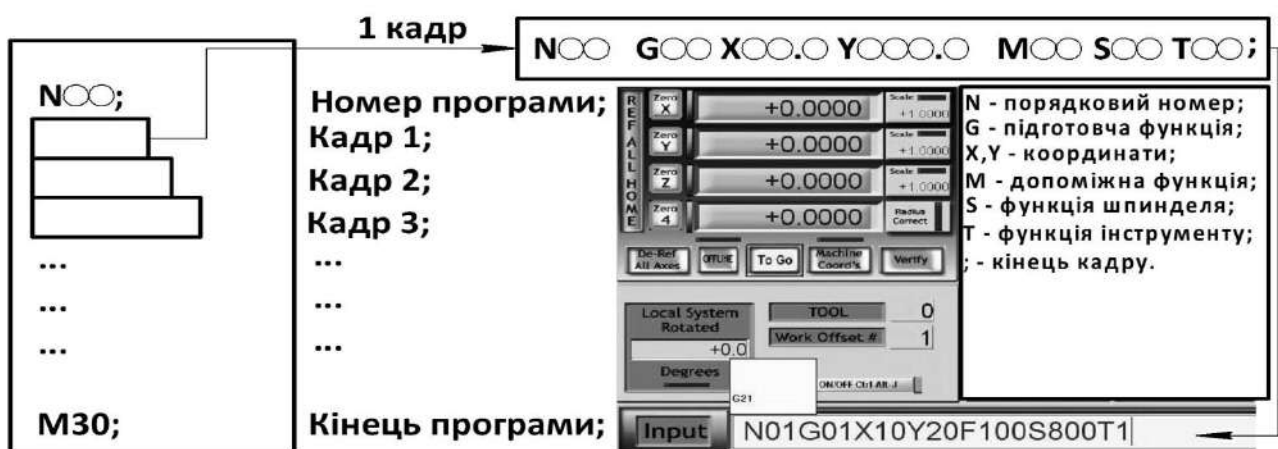 1 кадр
N○○ G○○ X○○.○ Y○○○.○ M○○ S○○ T○○;
N○○;
Номер програми;
Кадр 1;
Кадр 2;
Кадр 3;
...
...
...
...
...
...
M30;
Кінець програми;
REF ALL HOME
Zero X +0.0000 Scale +1.0000
Zero Y +0.0000 Scale +1.0000
Zero Z +0.0000 Scale +1.0000
Zero 4 +0.0000 Radius Correct
De-Ref All Axes
OFFLINE
To Go
Machine Coord's
Verify
Local System
Rotated
+0.0
Degrees
TOOL 0
Work Offset # 1
ON/OFF Ctrl-Alt-J
G21
Input N01G01X10Y20F100S800T1
N - порядковий номер;
G - підготовча функція;
X,Y - координати;
М - допоміжна функція;
S - функція шпинделя;
T - функція інструменту;
; - кінець кадру.